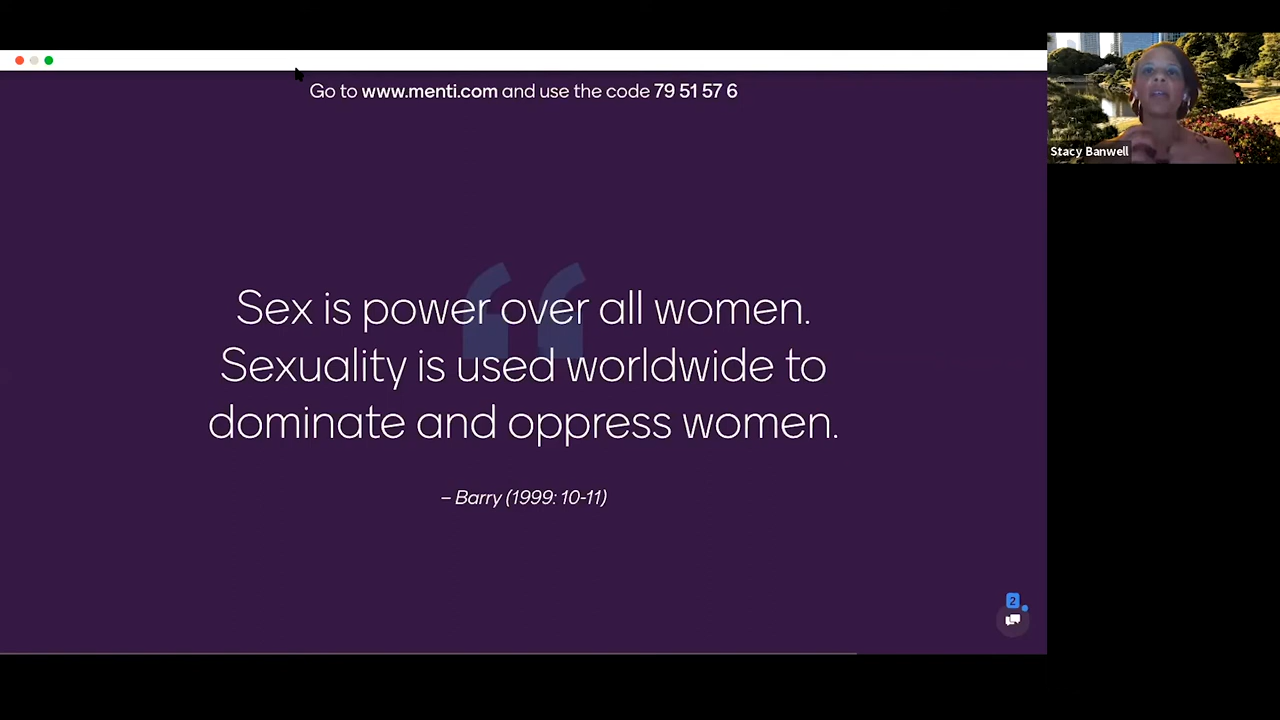 Go to www.menti.com and use the code 79 51 57 6
Stacy Banwell
Sex is power over all women.
Sexuality is used worldwide to
dominate and oppress women.
– Barry (1999: 10-11)
2